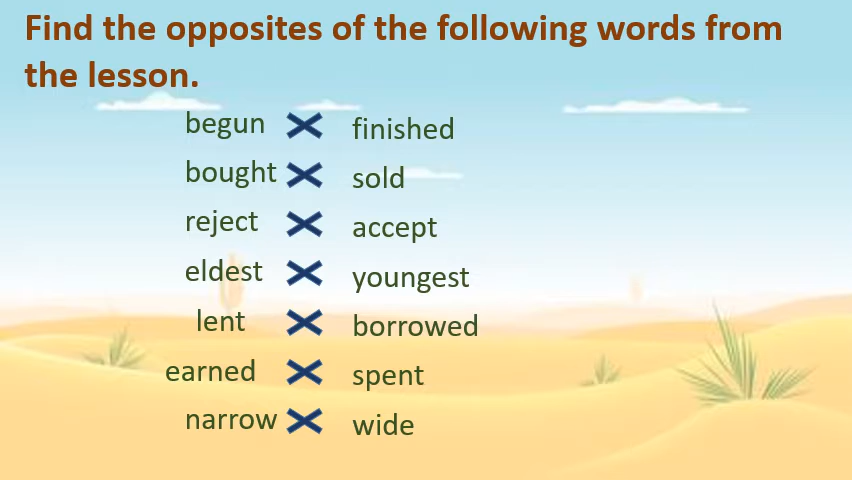 Find the opposites of the following words from
the lesson.
begun finished
bought sold
reject accept
eldest youngest
lent borrowed
earned spent
narrow wide